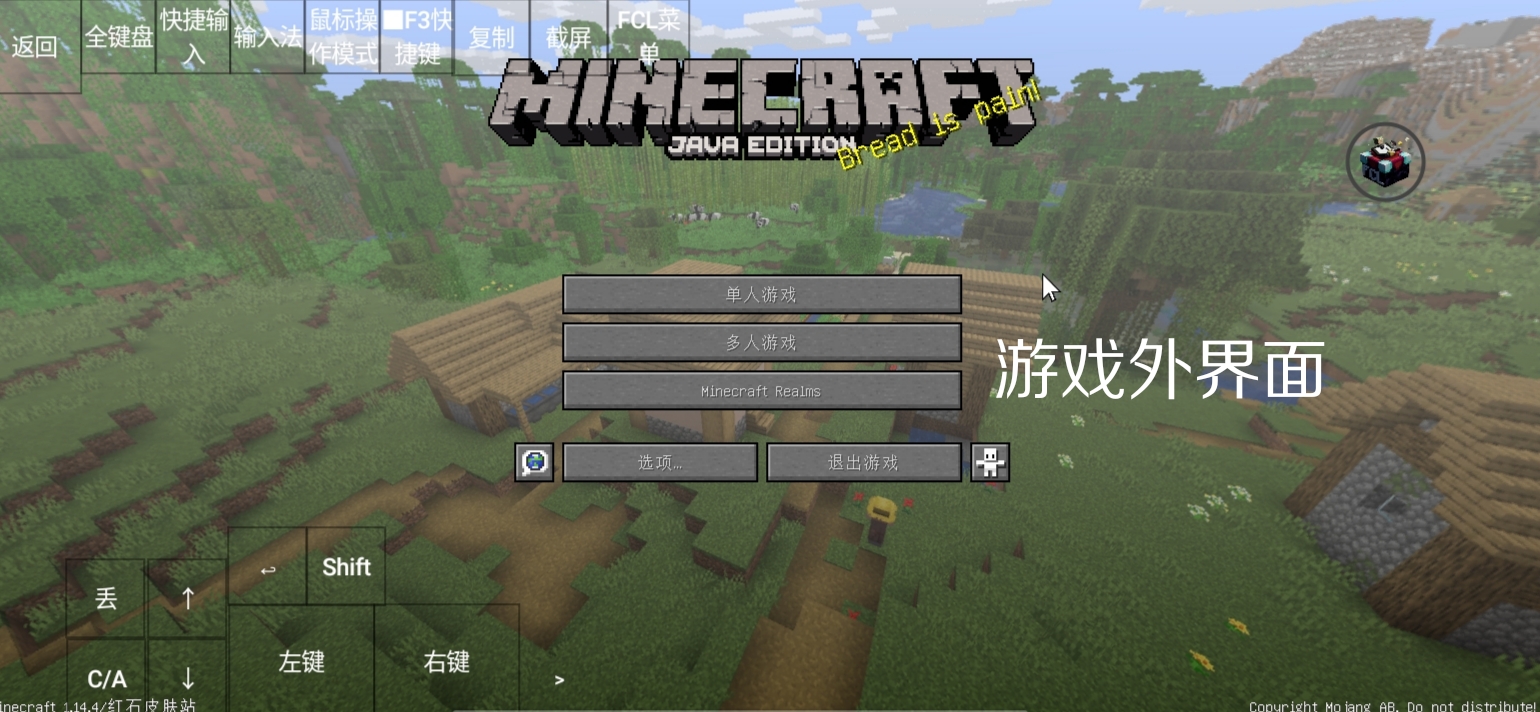 返回
全键盘
快捷输
入
输入法
鼠标操
作模式
■F3快
捷键
复制
截屏
FCL菜
单
MINECRAFT
JAVA EDITION
Bread is pain!
FCL
单人游戏
多人游戏
Minecraft Realms
游戏外界面
选项…
退出游戏
丢
↑
↩
Shift
C/A
↓
左键
右键
>
inecraft 1.14.4/红石皮肤站
Copyright Mojang AB. Do not distribute!